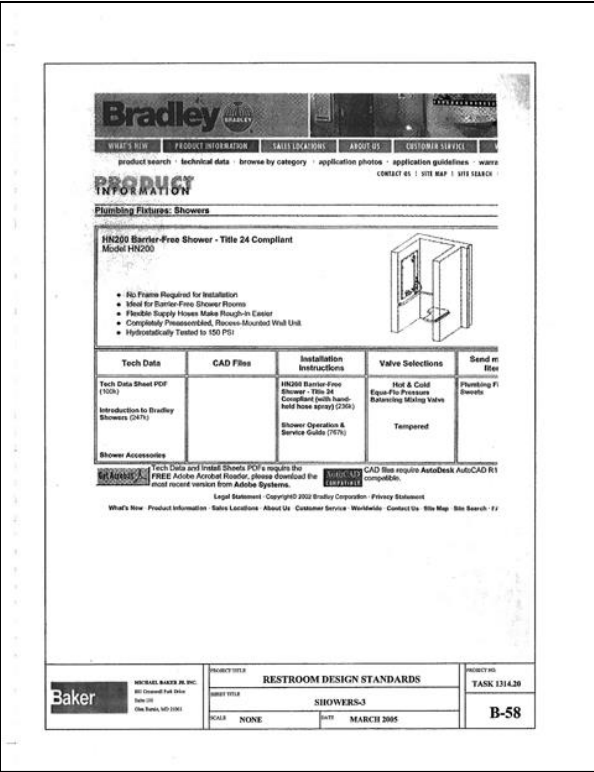 Bradley
BRADLEY
WHAT'S NEW PRODUCT INFORMATION SALES LOCATIONS ABOUT US CUSTOMER SERVICE
product search · technical data · browse by category · application photos · application guidelines · warra
CONTACT US | SITE MAP | SITE SEARCH
PRODUCT
INFORMATION
Plumbing Fixtures: Showers
HN200 Barrier-Free Shower - Title 24 Compliant
Model HN200
No Frame Required for Installation
Ideal for Barrier-Free Shower Rooms
Flexible Supply Hoses Make Rough-In Easier
Completely Preassembled, Recess-Mounted Wall Unit
Hydrostatically Tested to 150 PSI
Tech Data
CAD Files
Installation
Instructions
Valve Selections
Send m
liter
Tech Data Sheet PDF
(100k)
Introduction to Bradley
Showers (247k)
Shower Accessories
HN200 Barrier-Free
Shower - Title 24
Compliant (with hand-
held hose spray) (236k)
Shower Operation &
Service Guide (767k)
Hot & Cold
Equa-Flo Pressure
Balancing Mixing Valve
Tempered
Plumbing Fi
Sweets
Get Acrobat
Tech Data and Install Sheets PDFs require the
FREE Adobe Acrobat Reader, please download the
most recent version from Adobe Systems.
AutoCAD
COMPATIBLE
CAD files require AutoDesk AutoCAD R1
compatible.
Legal Statement · Copyright© 2002 Bradley Corporation · Privacy Statement
What's New · Product Information · Sales Locations · About Us · Customer Service · Worldwide · Contact Us · Site Map · Site Search
Baker
MICHAEL BAKER JR. INC.
Suite
Glen Burnie, MD
PROJECT TITLE
RESTROOM DESIGN STANDARDS
SHEET TITLE
SHOWERS-3
SCALE NONE
DATE MARCH 2005
PROJECT NO.
TASK 1314.20
B-58